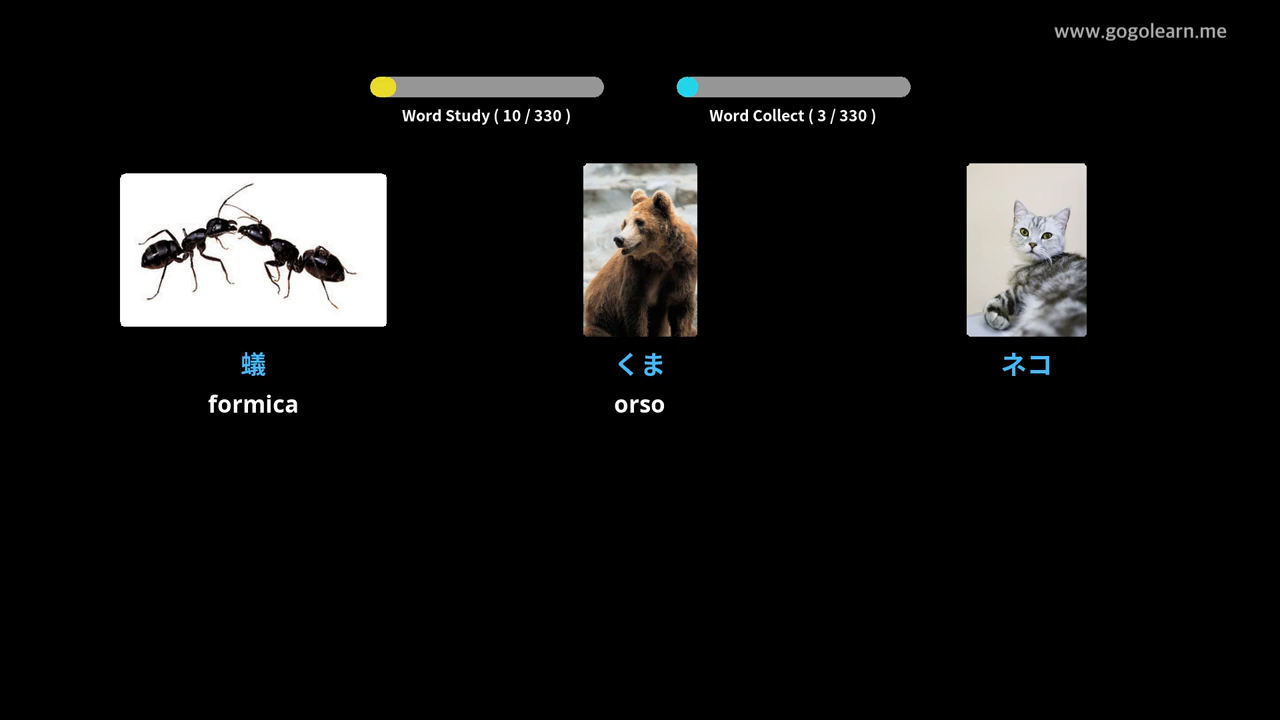 www.gogolearn.me
Word Study ( 10 / 330 )
Word Collect ( 3 / 330 )
蟻
formica
くま
orso
ネコ